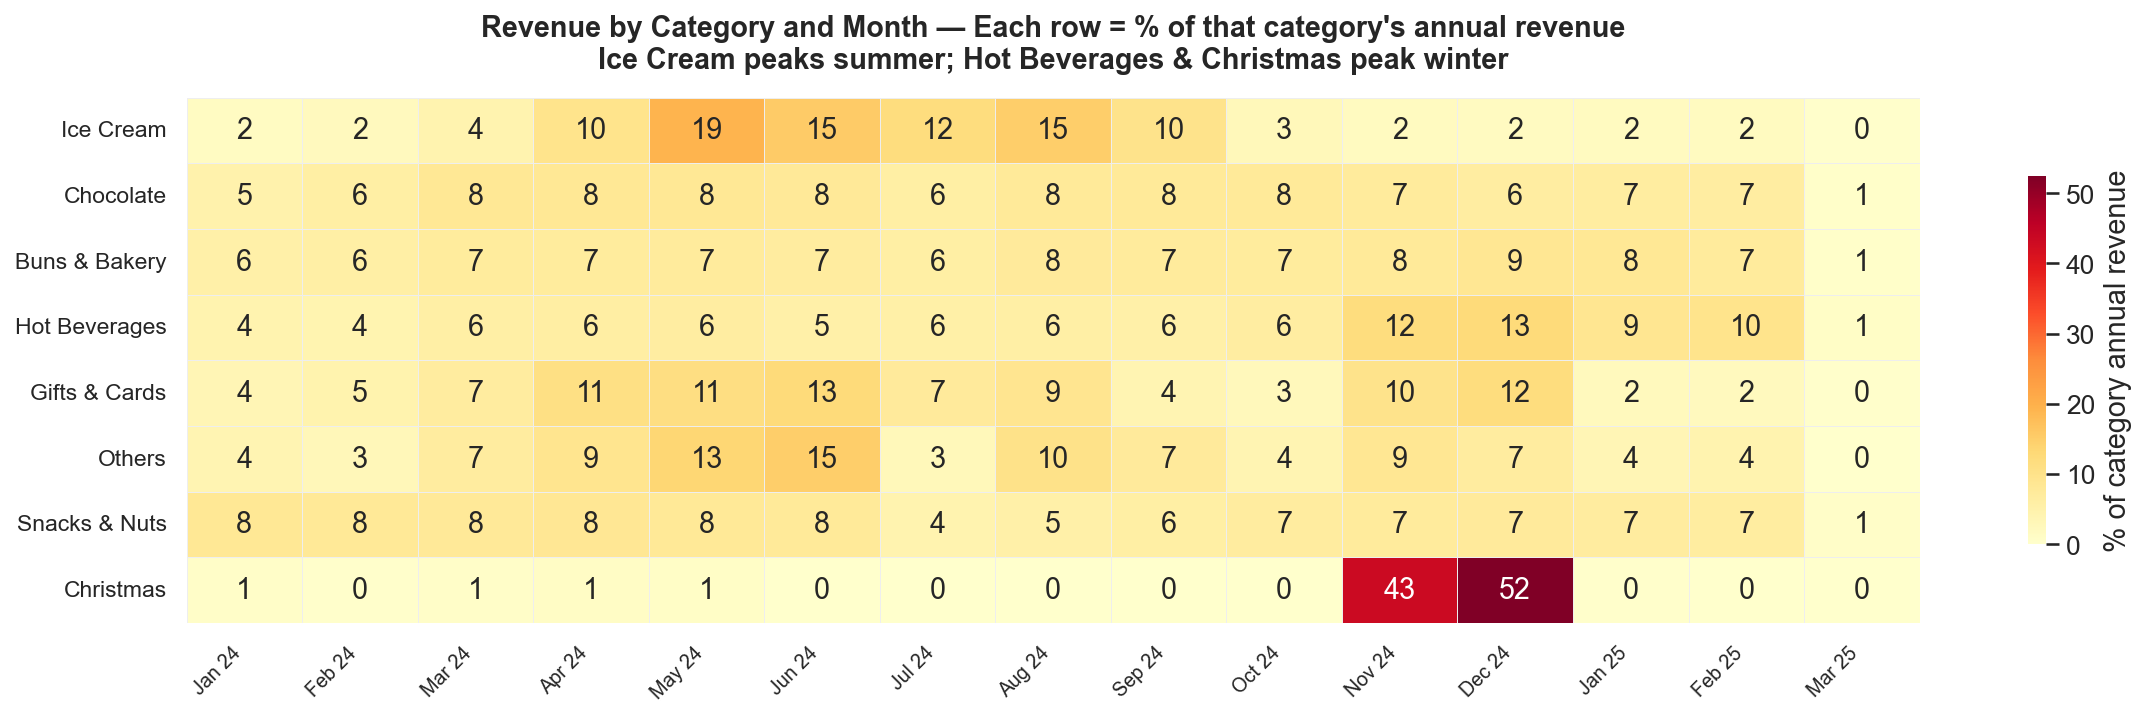 Revenue by Category and Month — Each row = % of that category's annual revenue
Ice Cream peaks summer; Hot Beverages & Christmas peak winter
Ice Cream 2 2 4 10 19 15 12 15 10 3 2 2 2 2 0
Chocolate 5 6 8 8 8 8 6 8 8 8 7 6 7 7 1
Buns & Bakery 6 6 7 7 7 7 6 8 7 7 8 9 8 7 1
Hot Beverages 4 4 6 6 6 5 6 6 6 6 12 13 9 10 1
Gifts & Cards 4 5 7 11 11 13 7 9 4 3 10 12 2 2 0
Others 4 3 7 9 13 15 3 10 7 4 9 7 4 4 0
Snacks & Nuts 8 8 8 8 8 8 4 5 6 7 7 7 7 7 1
Christmas 1 0 1 1 1 0 0 0 0 0 43 52 0 0 0
Jan 24 Feb 24 Mar 24 Apr 24 May 24 Jun 24 Jul 24 Aug 24 Sep 24 Oct 24 Nov 24 Dec 24 Jan 25 Feb 25 Mar 25
50
40
30
20
10
0
% of category annual revenue